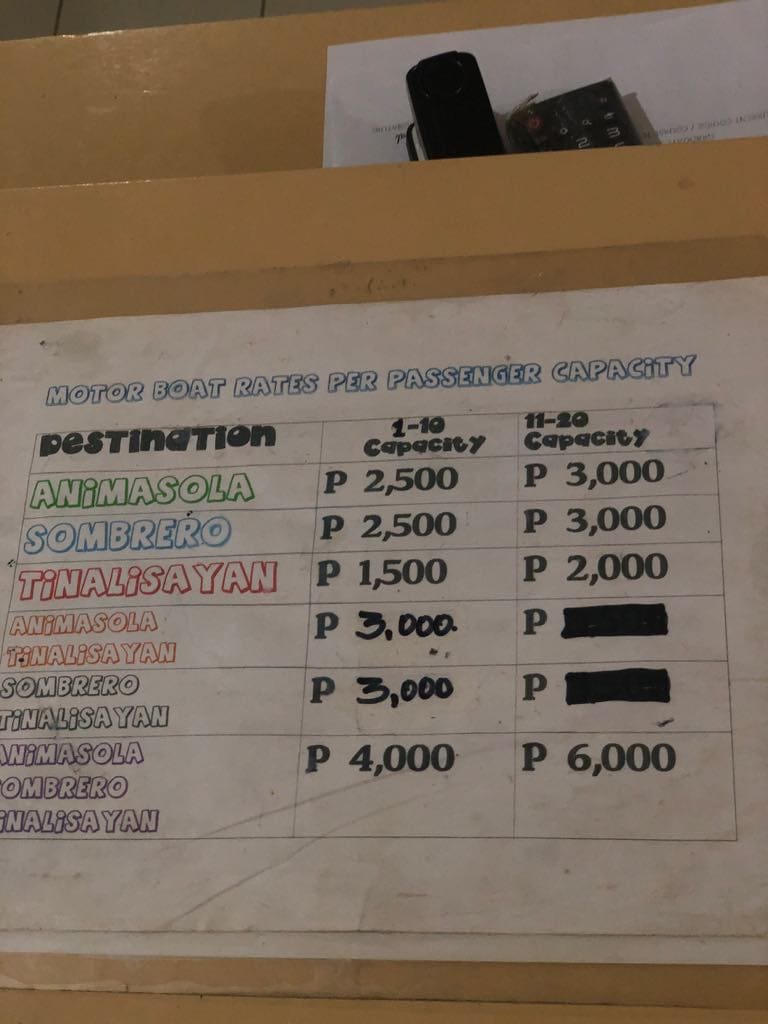 MOTOR BOAT RATES PER PASSENGER CAPACITY
DESTINATION 1-10 Capacity 11-20 Capacity
ANIMASOLA P 2,500 P 3,000
SOMBRERO P 2,500 P 3,000
TINALISAYAN P 1,500 P 2,000
ANIMASOLA P 3,000 P
TINALISAYAN
SOMBRERO P 3,000 P
TINALISAYAN
ANIMASOLA P 4,000 P 6,000
SOMBRERO
TINALISAYAN